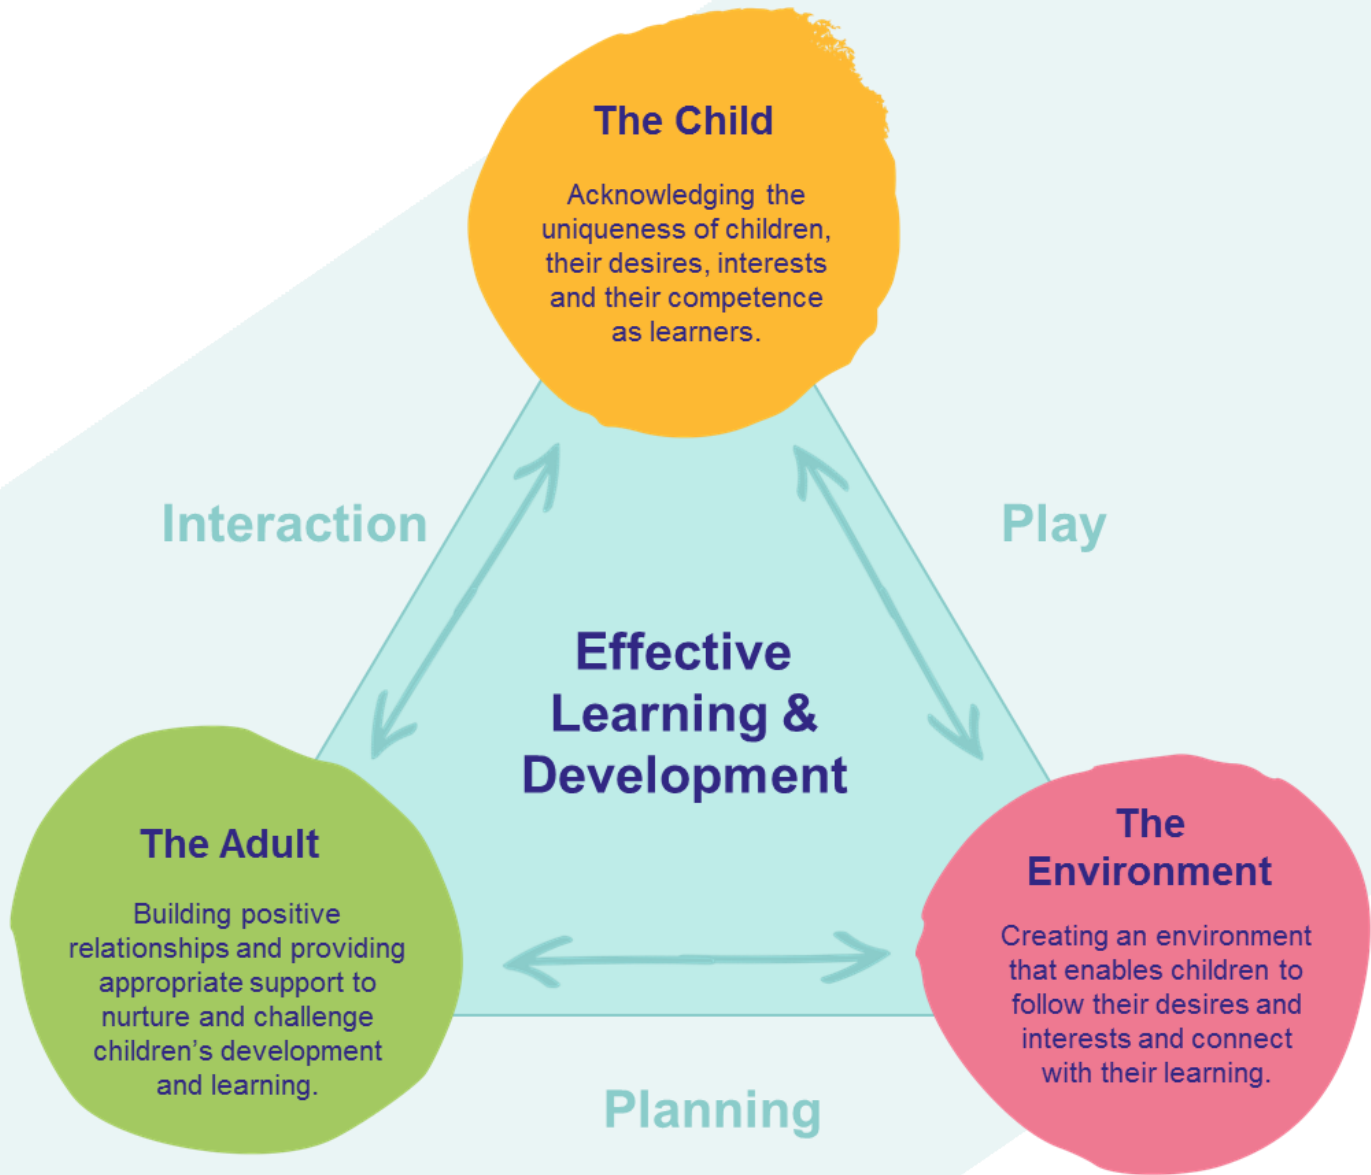 The Child
Acknowledging the
uniqueness of children,
their desires, interests
and their competence
as learners.
Interaction
Play
Effective
Learning &
Development
The Adult
Building positive
relationships and providing
appropriate support to
nurture and challenge
children’s development
and learning.
The
Environment
Creating an environment
that enables children to
follow their desires and
interests and connect
with their learning.
Planning